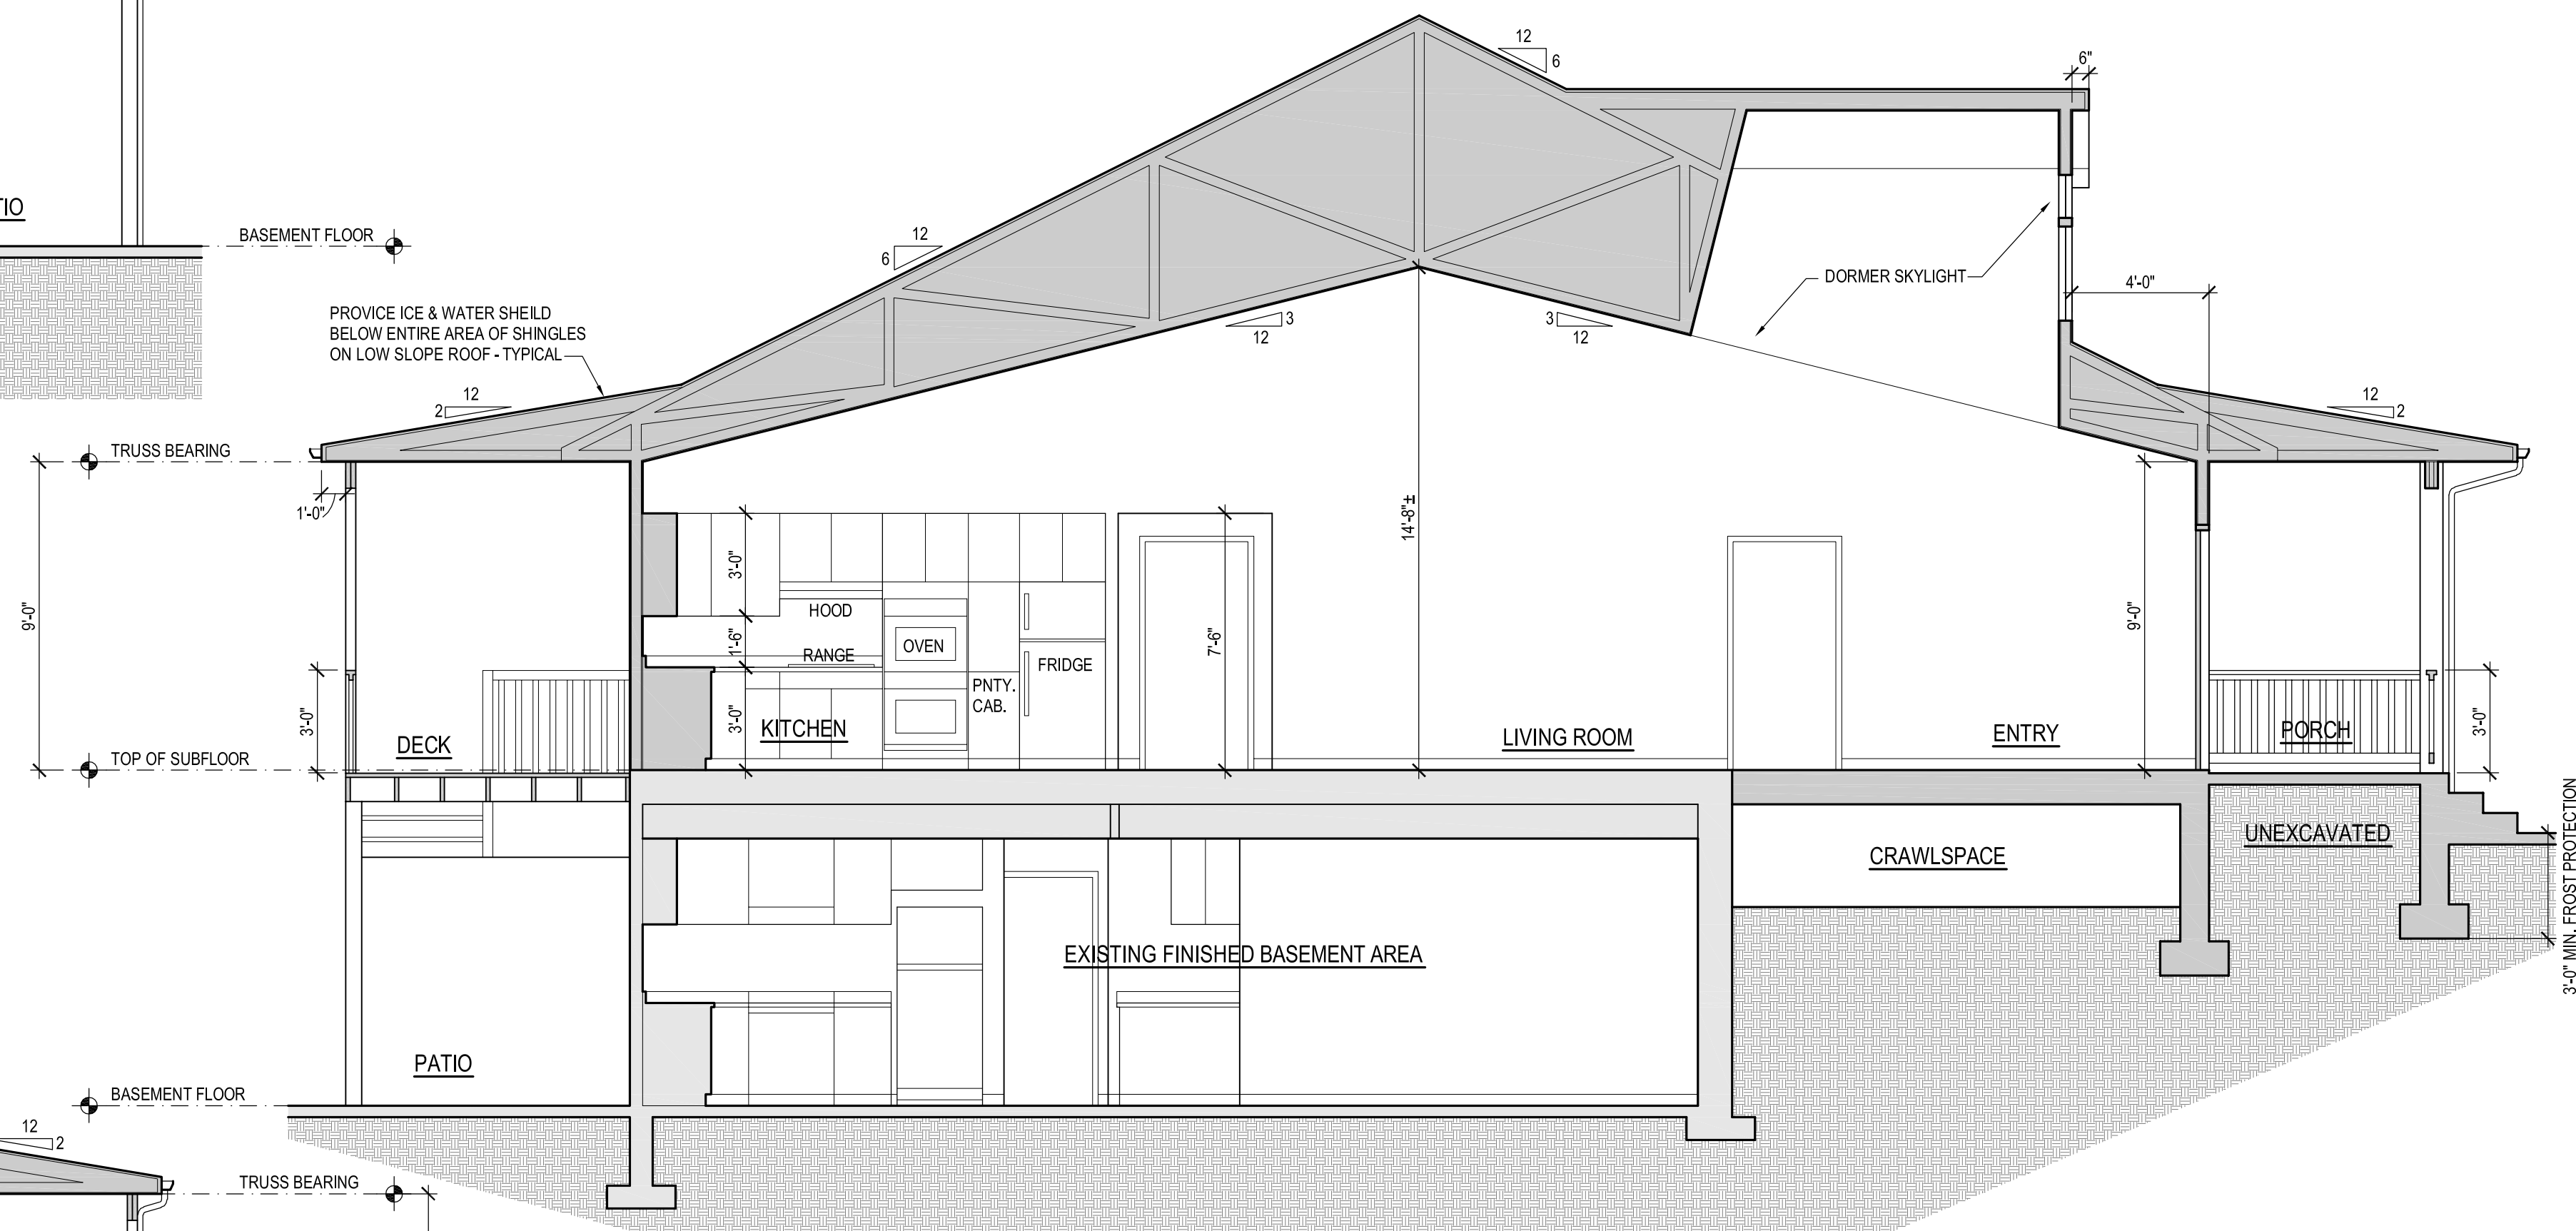 12
6
6"
TIO
BASEMENT FLOOR
12
6
DORMER SKYLIGHT
4'-0"
PROVICE ICE & WATER SHEILD
BELOW ENTIRE AREA OF SHINGLES
ON LOW SLOPE ROOF - TYPICAL
3
12
3
12
12
2
12
2
TRUSS BEARING
1'-0"
14'-8"±
9'-0"
3'-0"
HOOD
1'-6"
RANGE
OVEN
FRIDGE
7'-6"
9'-0"
PNTY.
CAB.
3'-0"
DECK
3'-0"
KITCHEN
LIVING ROOM
ENTRY
PORCH
3'-0"
TOP OF SUBFLOOR
UNEXCAVATED
CRAWLSPACE
3'-0" MIN. FROST PROTECTION
EXISTING FINISHED BASEMENT AREA
PATIO
BASEMENT FLOOR
12
2
TRUSS BEARING